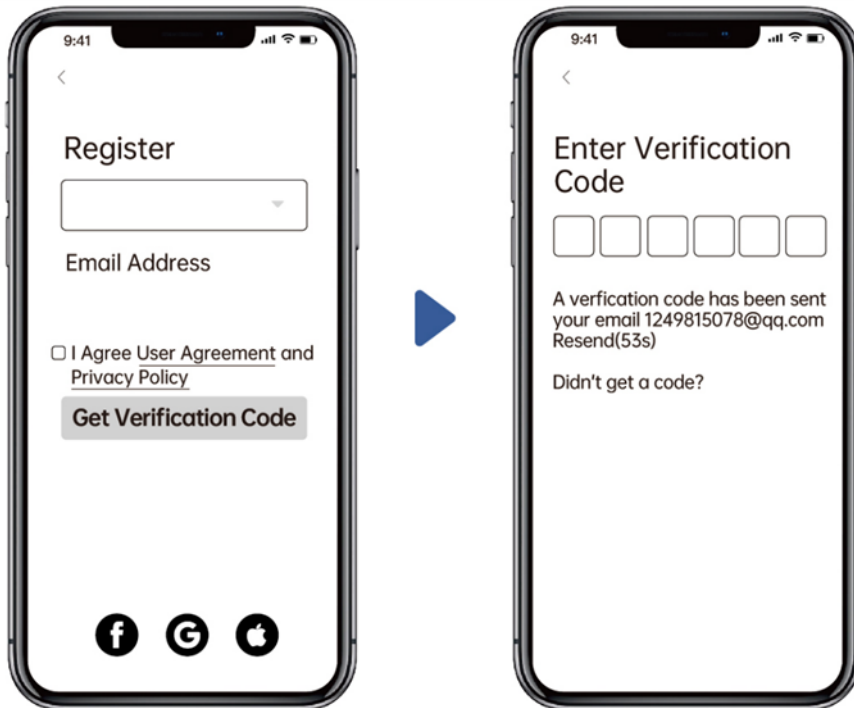 9:41
Register
Email Address
I Agree User Agreement and
Privacy Policy
Get Verification Code
9:41
Enter Verification
Code
A verfication code has been sent
your email 1249815078@qq.com
Resend(53s)
Didn't get a code?